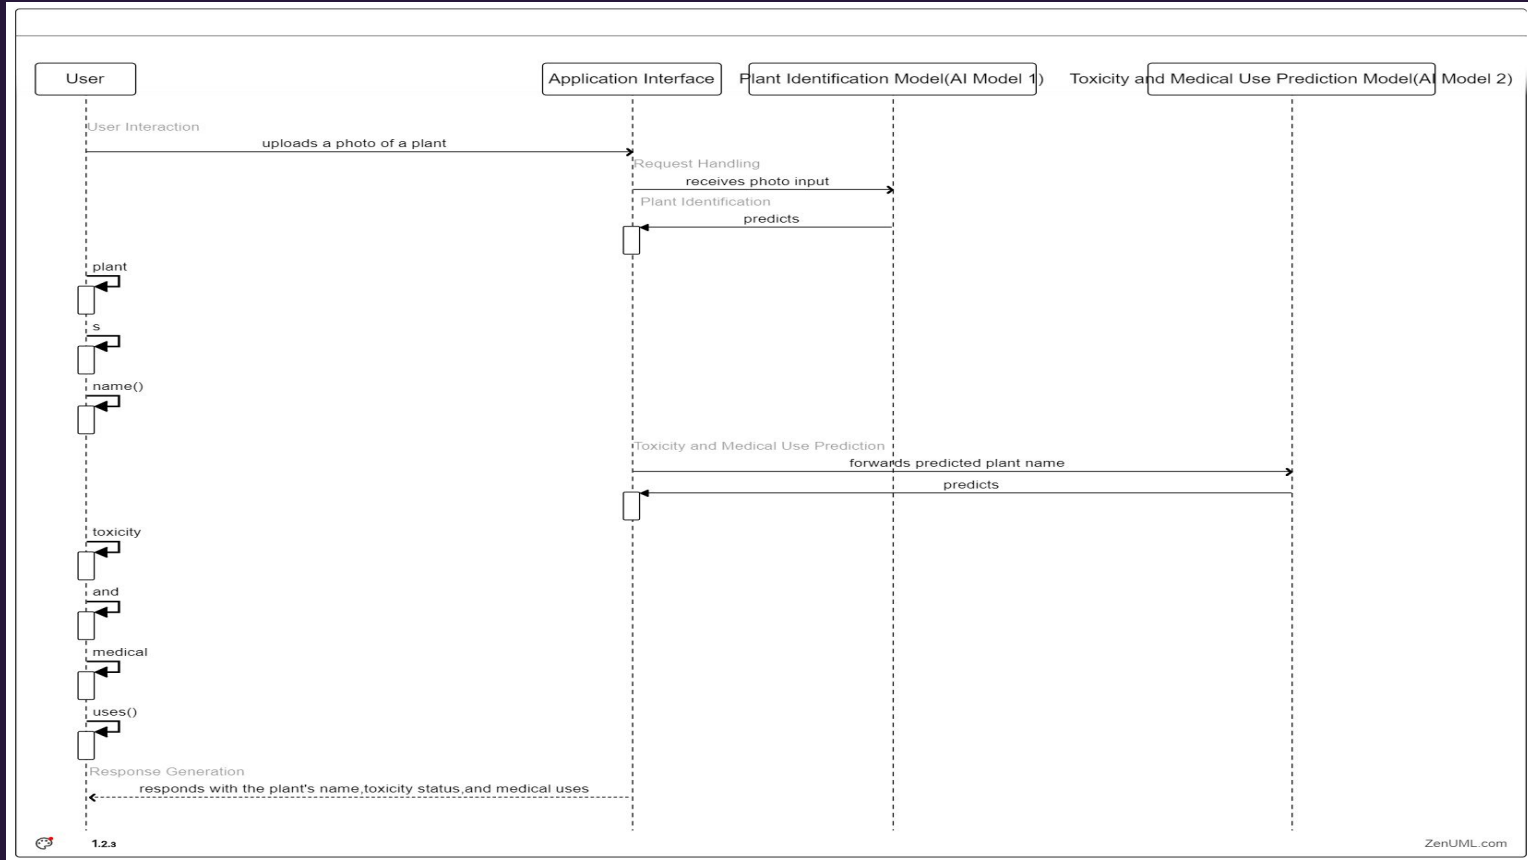 User
Application Interface
Plant Identification Model(AI Model 1)
Toxicity and Medical Use Prediction Model(AI Model 2)
User Interaction
uploads a photo of a plant
Request Handling
receives photo input
Plant Identification
predicts
plant
s
name()
Toxicity and Medical Use Prediction
forwards predicted plant name
predicts
toxicity
and
medical
uses()
Response Generation
responds with the plant's name,toxicity status,and medical uses
1.2.3
ZenUML.com